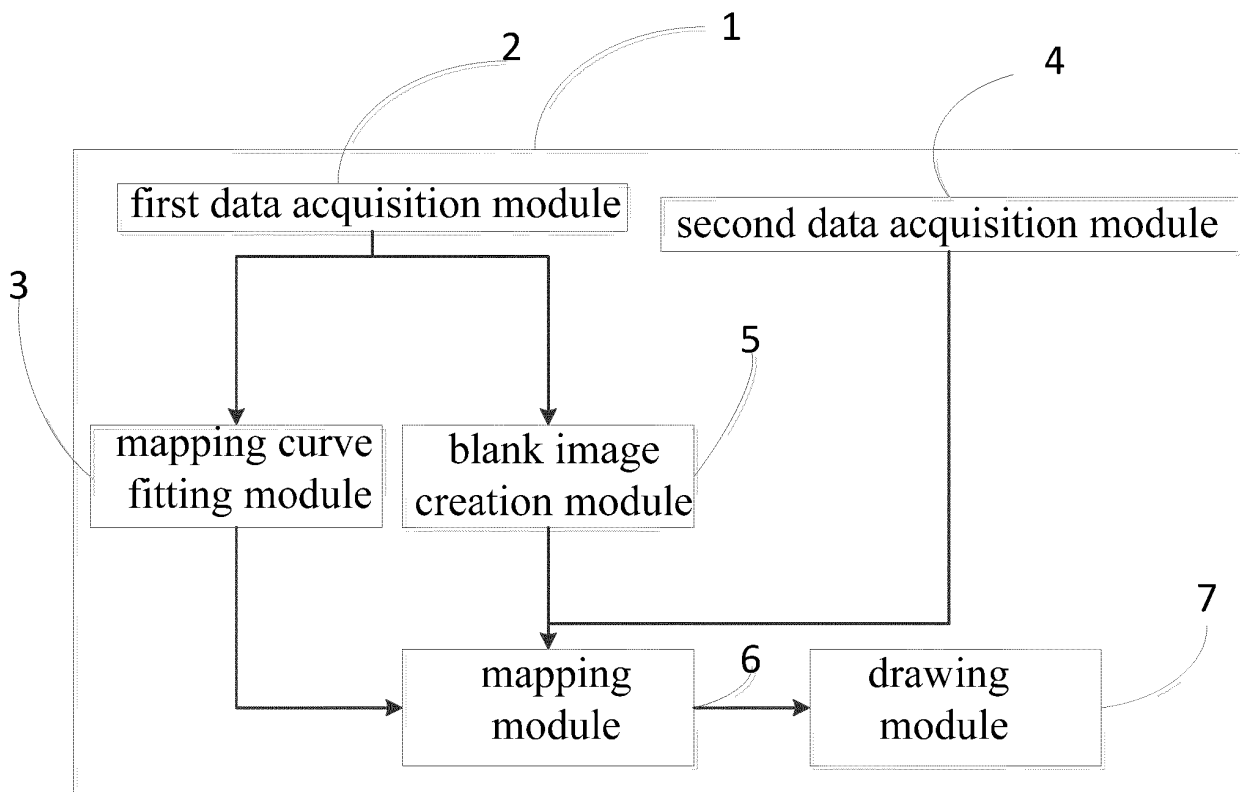 1
2
4
first data acquisition module
second data acquisition module
3
5
mapping curve
fitting module
blank image
creation module
7
6
mapping
module
drawing
module